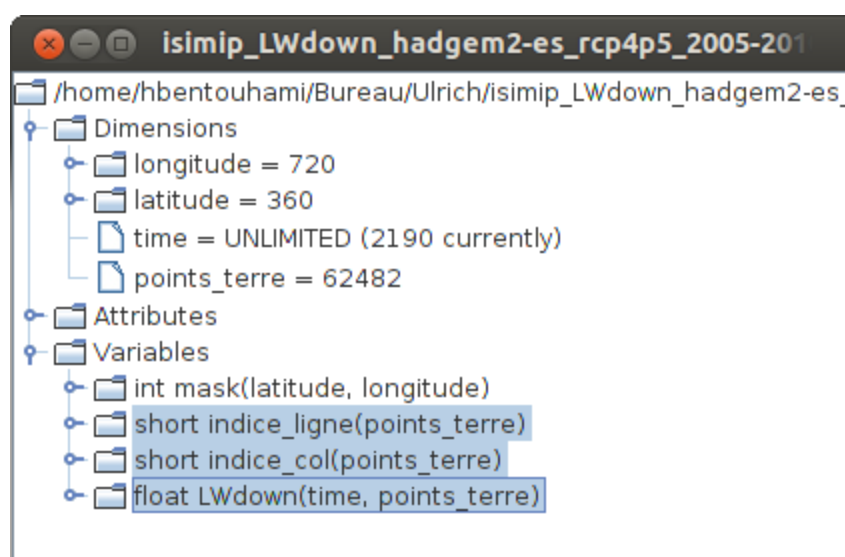 isimip_LWdown_hadgem2-es_rcp4p5_2005-201
/home/hbentouhami/Bureau/Ulrich/isimip_LWdown_hadgem2-es_
Dimensions
longitude = 720
latitude = 360
time = UNLIMITED (2190 currently)
points_terre = 62482
Attributes
Variables
int mask(latitude, longitude)
short indice_ligne(points_terre)
short indice_col(points_terre)
float LWdown(time, points_terre)